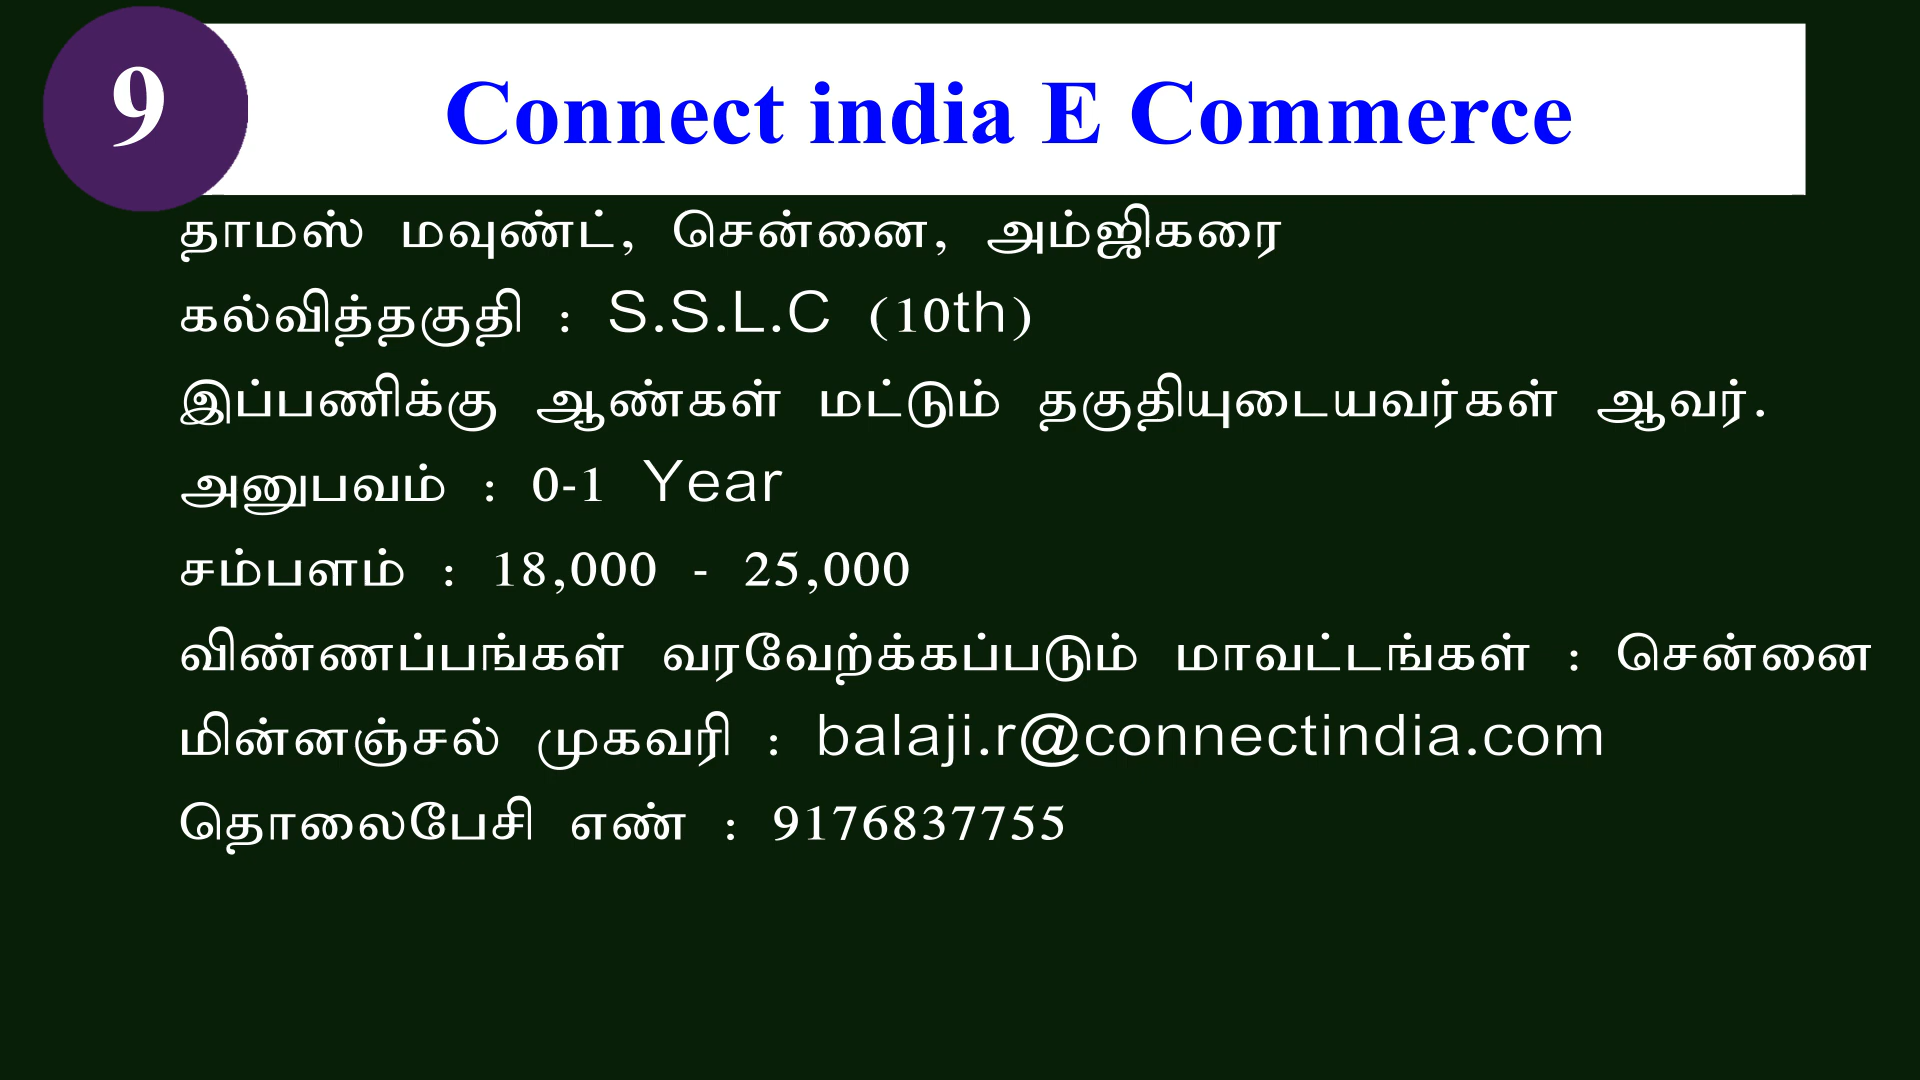 9
Connect india E Commerce
தாமஸ் மவுண்ட், சென்னை, அம்ஜிகரை
கல்வித்தகுதி : S.S.L.C (10th)
இப்பணிக்கு ஆண்கள் மட்டும் தகுதியுடையவர்கள் ஆவர்.
அனுபவம் : 0-1 Year
சம்பளம் : 18,000 - 25,000
விண்ணப்பங்கள் வரவேற்க்கப்படும் மாவட்டங்கள் : சென்னை
மின்னஞ்சல் முகவரி : balaji.r@connectindia.com
தொலைபேசி எண் : 9176837755